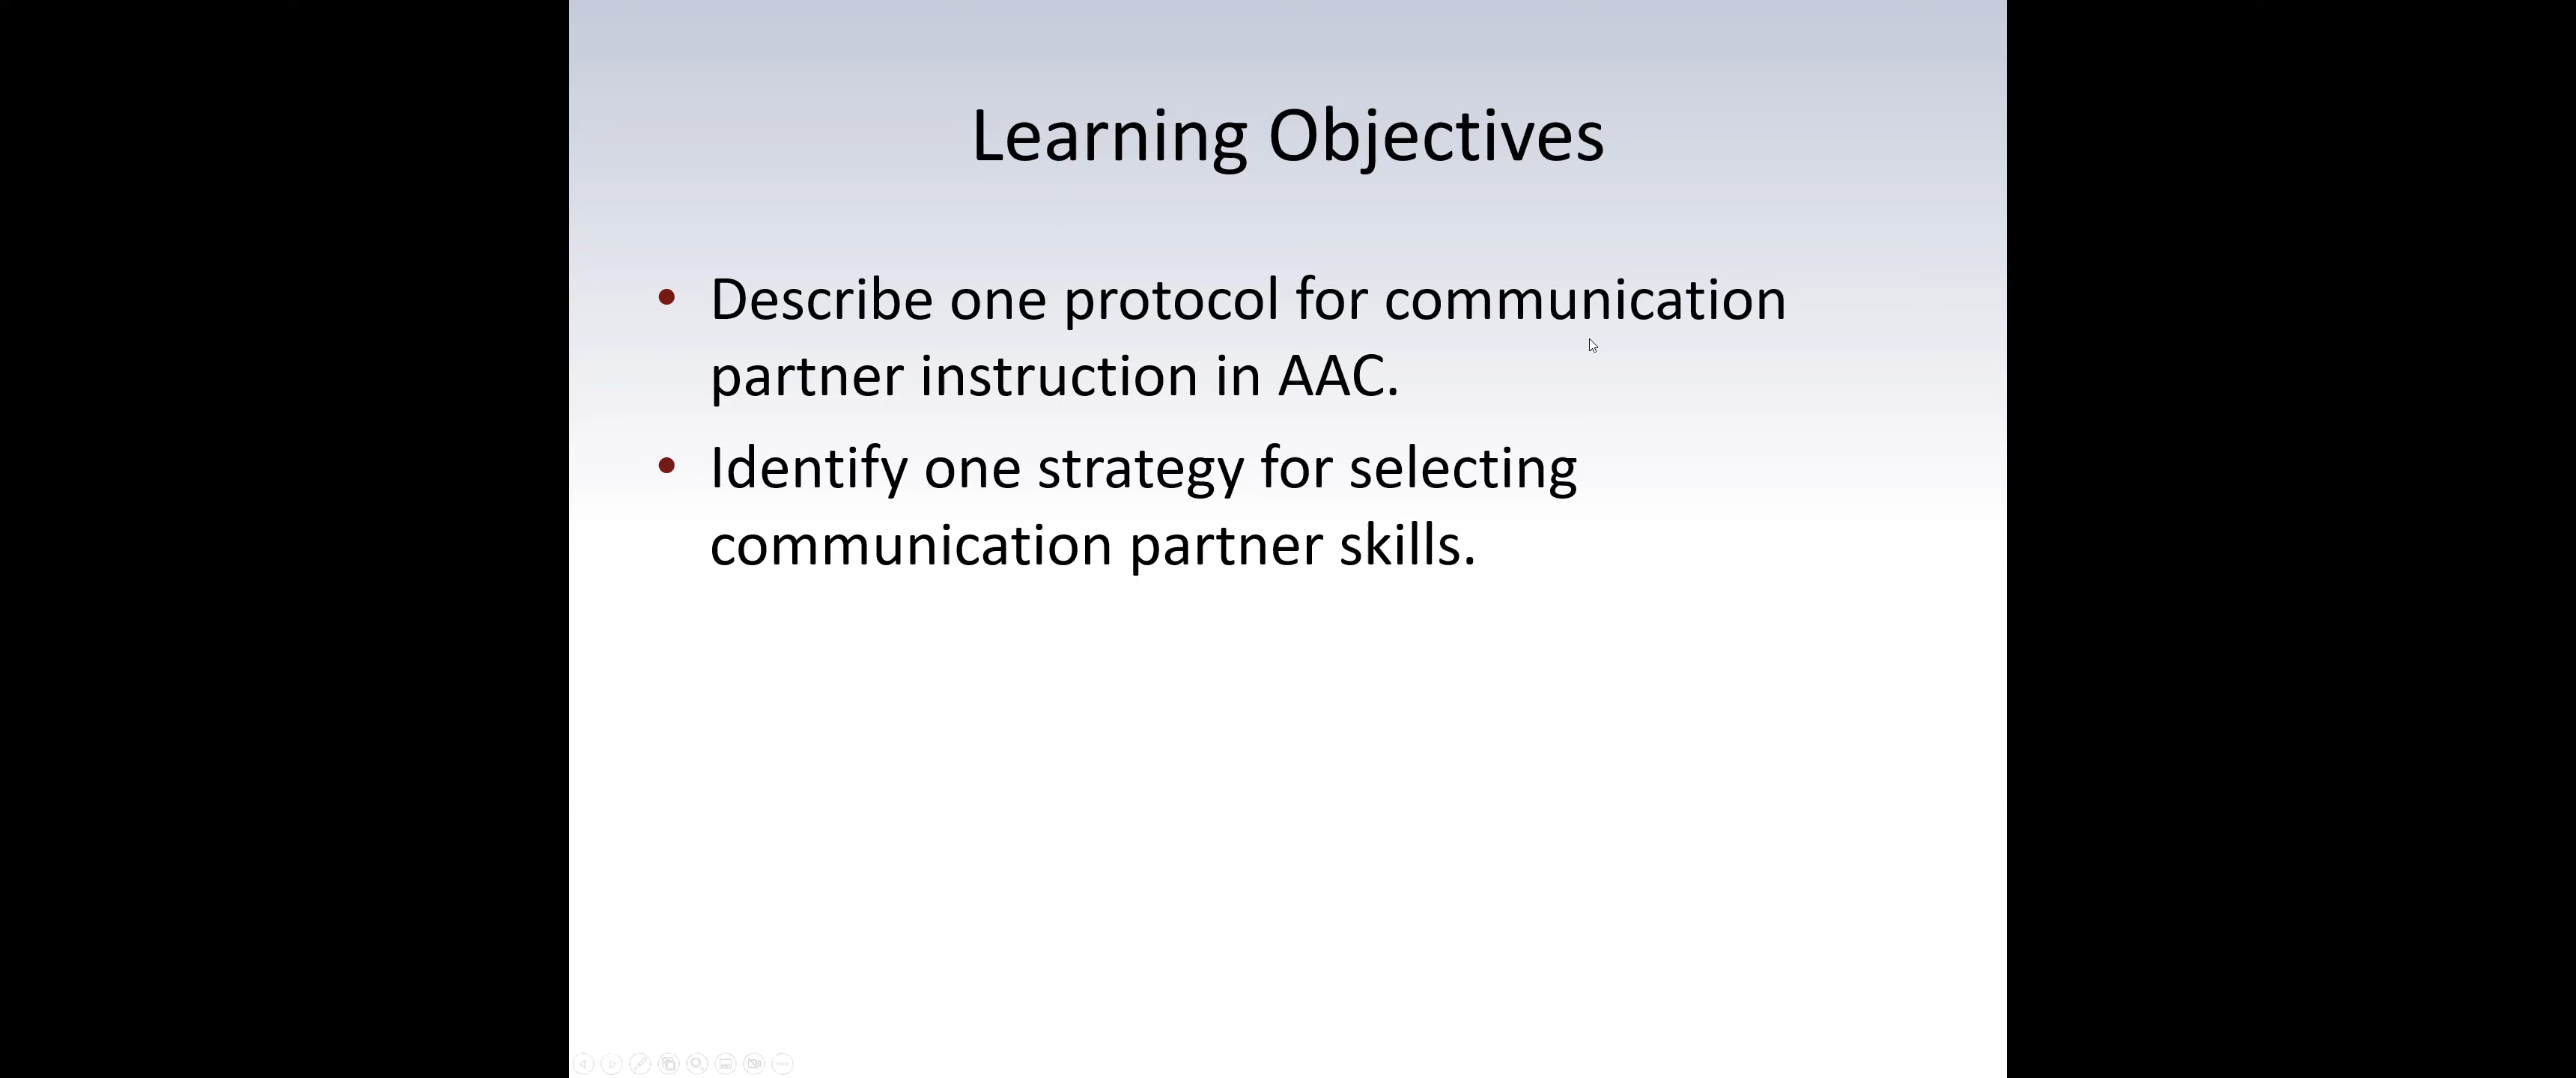 Learning Objectives
• Describe one protocol for communication
partner instruction in AAC.
• Identify one strategy for selecting
communication partner skills.